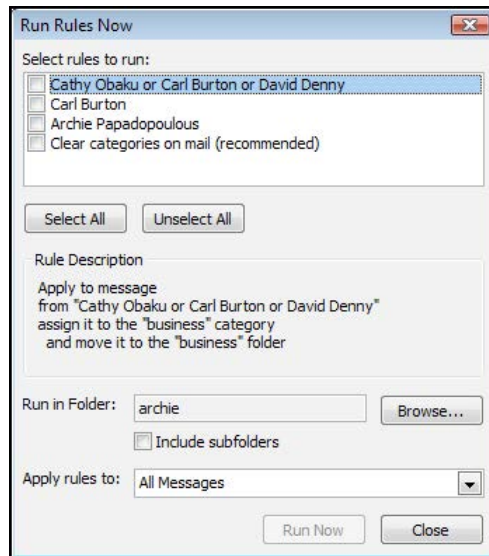 Run Rules Now
Select rules to run:
Cathy Obaku or Carl Burton or David Denny
Carl Burton
Archie Papadopoulous
Clear categories on mail (recommended)
Select All Unselect All
Rule Description
Apply to message
from "Cathy Obaku or Carl Burton or David Denny"
assign it to the "business" category
and move it to the "business" folder
Run in Folder: archie Browse...
Include subfolders
Apply rules to: All Messages
Run Now Close